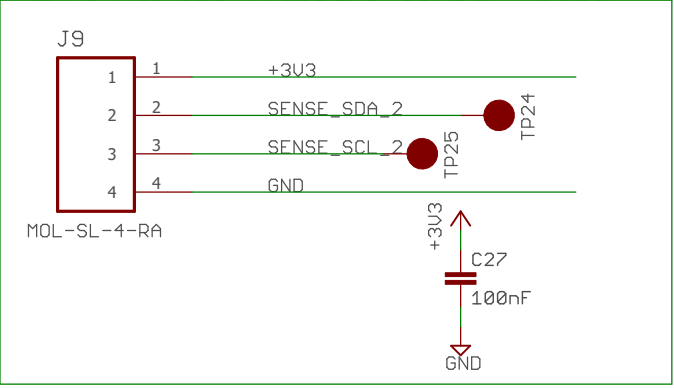 J9
1 1 +3V3
2 2 SENSE_SDA_2 TP24
3 3 SENSE_SCL_2 TP25
4 4 GND
MOL-SL-4-RA
+3V3
C27
100nF
GND